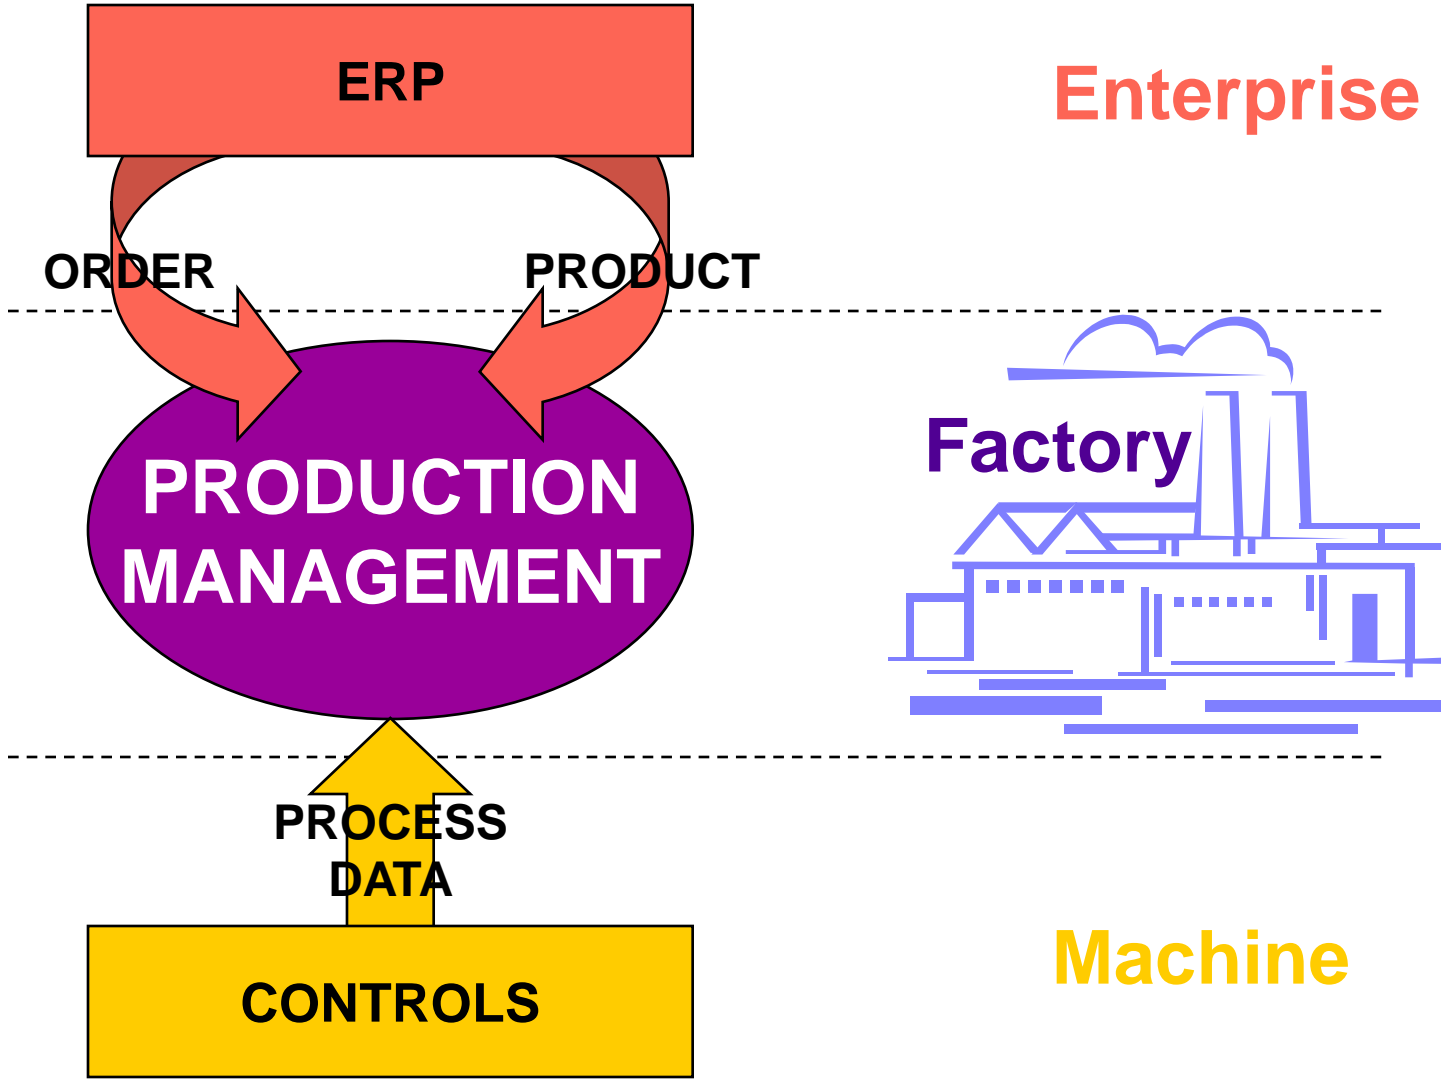 ERP
Enterprise
ORDER
PRODUCT
Factory
PRODUCTION
MANAGEMENT
PROCESS
DATA
Machine
CONTROLS